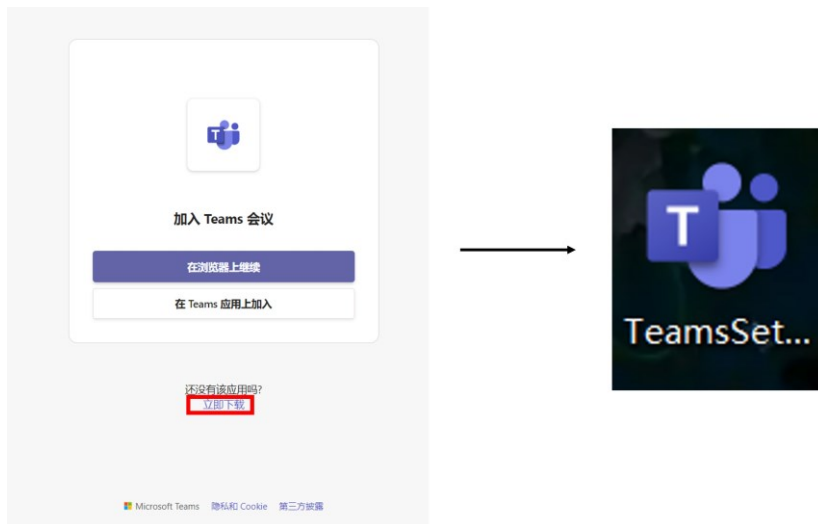 加入 Teams 会议
在浏览器上继续
在 Teams 应用上加入
还没有该应用吗?
立即下载
Microsoft Teams 隐私和 Cookie 第三方披露
T
TeamsSet...